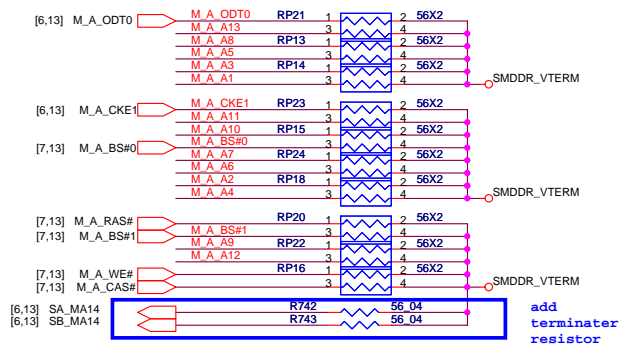 [6,13] M_A_ODT0 M_A_ODT0 RP21 1 2 56X2
M_A_A13 3 4
M_A_A8 RP13 1 2 56X2
M_A_A5 3 4
M_A_A3 RP14 1 2 56X2
M_A_A1 3 4 SMDDR_VTERM
[6,13] M_A_CKE1 M_A_CKE1 RP23 1 2 56X2
M_A_A11 3 4
M_A_A10 RP15 1 2 56X2
[7,13] M_A_BS#0 M_A_BS#0 3 4
M_A_A7 RP24 1 2 56X2
M_A_A6 3 4
M_A_A2 RP18 1 2 56X2
M_A_A4 3 4 SMDDR_VTERM
[7,13] M_A_RAS# RP20 1 2 56X2
[7,13] M_A_BS#1 M_A_BS#1 3 4
M_A_A9 RP22 1 2 56X2
M_A_A12 3 4
[7,13] M_A_WE# RP16 1 2 56X2
[7,13] M_A_CAS# 3 4 SMDDR_VTERM
[6,13] SA_MA14 R742 56_04 add
[6,13] SB_MA14 R743 56_04 terminater
resistor